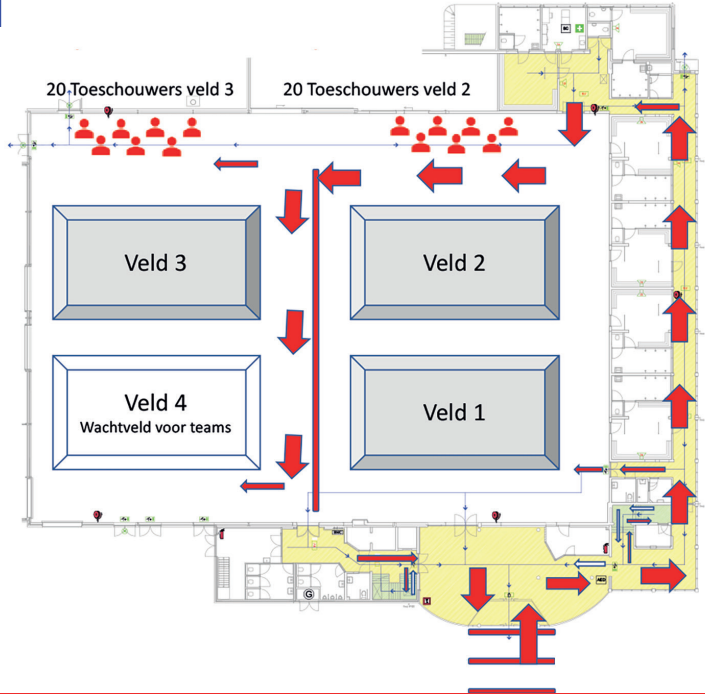 20 Toeschouwers veld 3
20 Toeschouwers veld 2
Veld 3
Veld 2
Veld 4
Wachtveld voor teams
Veld 1
AED
G